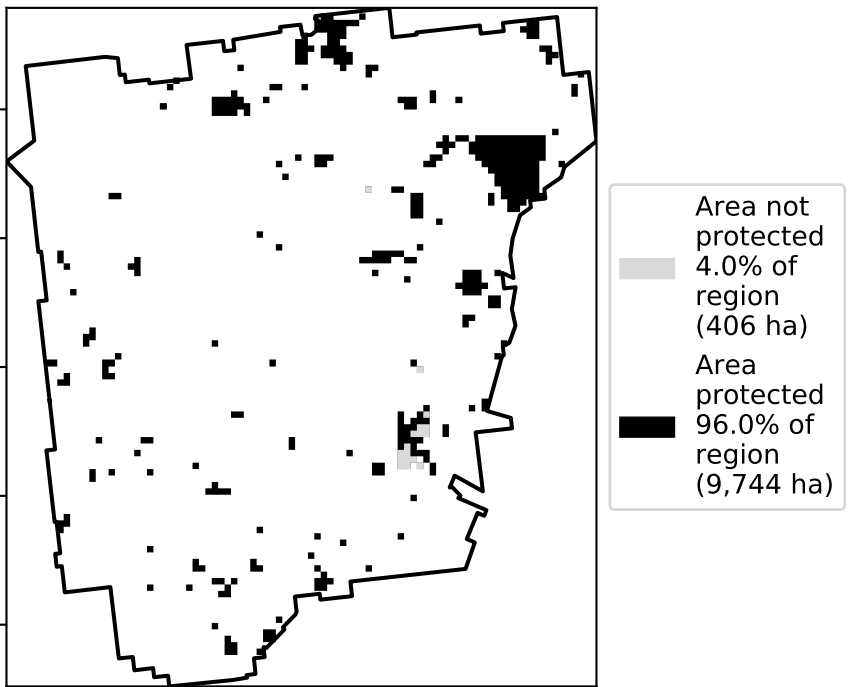 Area not
protected
4.0% of
region
(406 ha)
Area
protected
96.0% of
region
(9,744 ha)